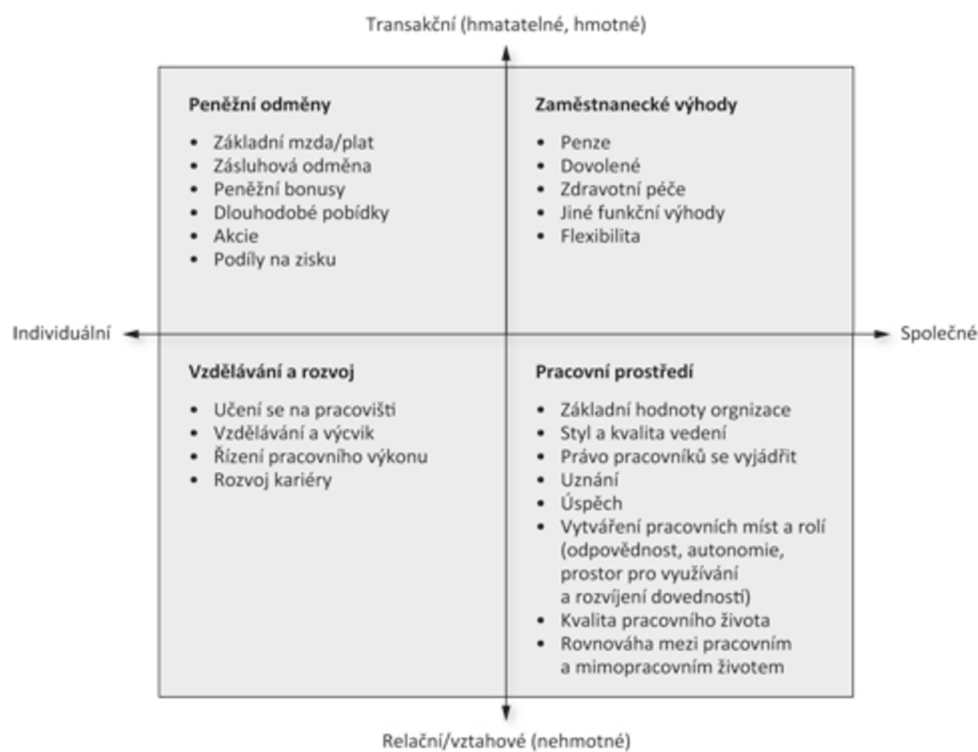 Transakční (hmatatelné, hmotné)
Peněžní odměny
• Základní mzda/plat
• Zásluhová odměna
• Peněžní bonusy
• Dlouhodobé pobídky
• Akcie
• Podíly na zisku
Zaměstnanecké výhody
• Penze
• Dovolené
• Zdravotní péče
• Jiné funkční výhody
• Flexibilita
Individuální
Společné
Vzdělávání a rozvoj
• Učení se na pracovišti
• Vzdělávání a výcvik
• Řízení pracovního výkonu
• Rozvoj kariéry
Pracovní prostředí
• Základní hodnoty orgnizace
• Styl a kvalita vedení
• Právo pracovníků se vyjádřit
• Uznání
• Úspěch
• Vytváření pracovních míst a rolí
(odpovědnost, autonomie,
prostor pro využívání
a rozvíjení dovedností)
• Kvalita pracovního života
• Rovnováha mezi pracovním
a mimopracovním životem
Relační/vztahové (nehmotné)